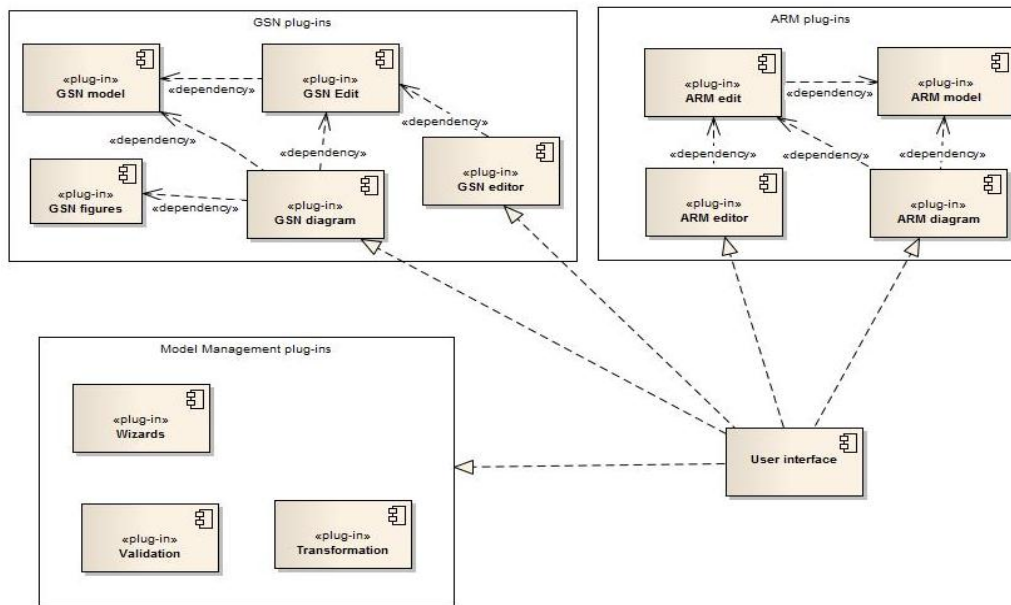 GSN plug-ins
«plug-in»
GSN model
«dependency»
«plug-in»
GSN Edit
«dependency»
«dependency»
«dependency»
«plug-in»
GSN figures
«dependency»
«plug-in»
GSN diagram
«plug-in»
GSN editor
ARM plug-ins
«plug-in»
ARM edit
«dependency»
«plug-in»
ARM model
«dependency»
«dependency»
«dependency»
«plug-in»
ARM editor
«plug-in»
ARM diagram
Model Management plug-ins
«plug-in»
Wizards
«plug-in»
Validation
«plug-in»
Transformation
User interface